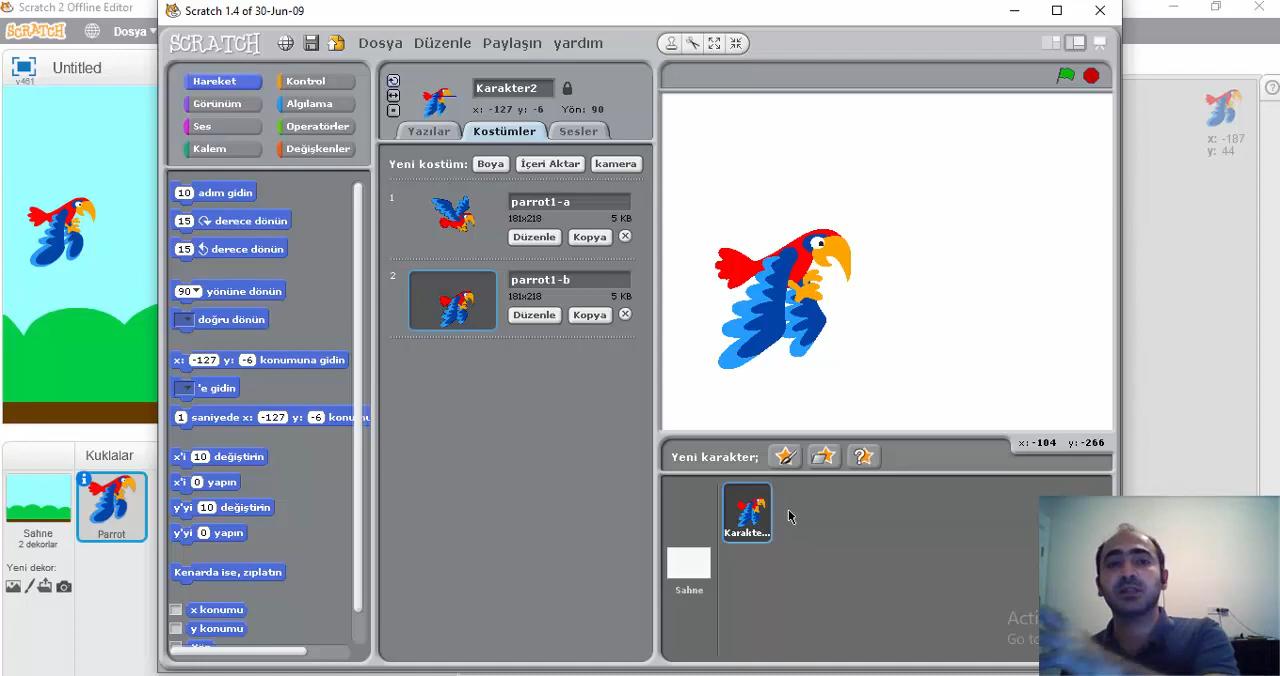 Scratch 2 Offline Editor
SCRATCH
Dosya
v461
Untitled
Kuklalar
Sahne
2 dekorlar
Parrot
Yeni dekor:
x: -187
y: 44
Scratch 1.4 of 30-Jun-09
SCRATCH
Dosya Düzenle Paylaşın yardım
Hareket Kontrol
Görünüm Algılama
Ses Operatörler
Kalem Değişkenler
10 adım gidin
15 derece dönün
15 derece dönün
90 yönüne dönün
doğru dönün
x: -127 y: -6 konumuna gidin
'e gidin
1 saniyede x: -127 y: -6 konu
x'i 10 değiştirin
x'i 0 yapın
y'yi 10 değiştirin
y'yi 0 yapın
Kenarda ise, zıplatın
x konumu
y konumu
Karakter2
x: -127 y: -6 Yön: 90
Yazılar Kostümler Sesler
Yeni kostüm: Boya İçeri Aktar kamera
1
parrot1-a
181x218 5 KB
Düzenle Kopya
2
parrot1-b
181x218 5 KB
Düzenle Kopya
x: -104 y: -266
Yeni karakter;
Karakte...
Sahne
Acti
Go to